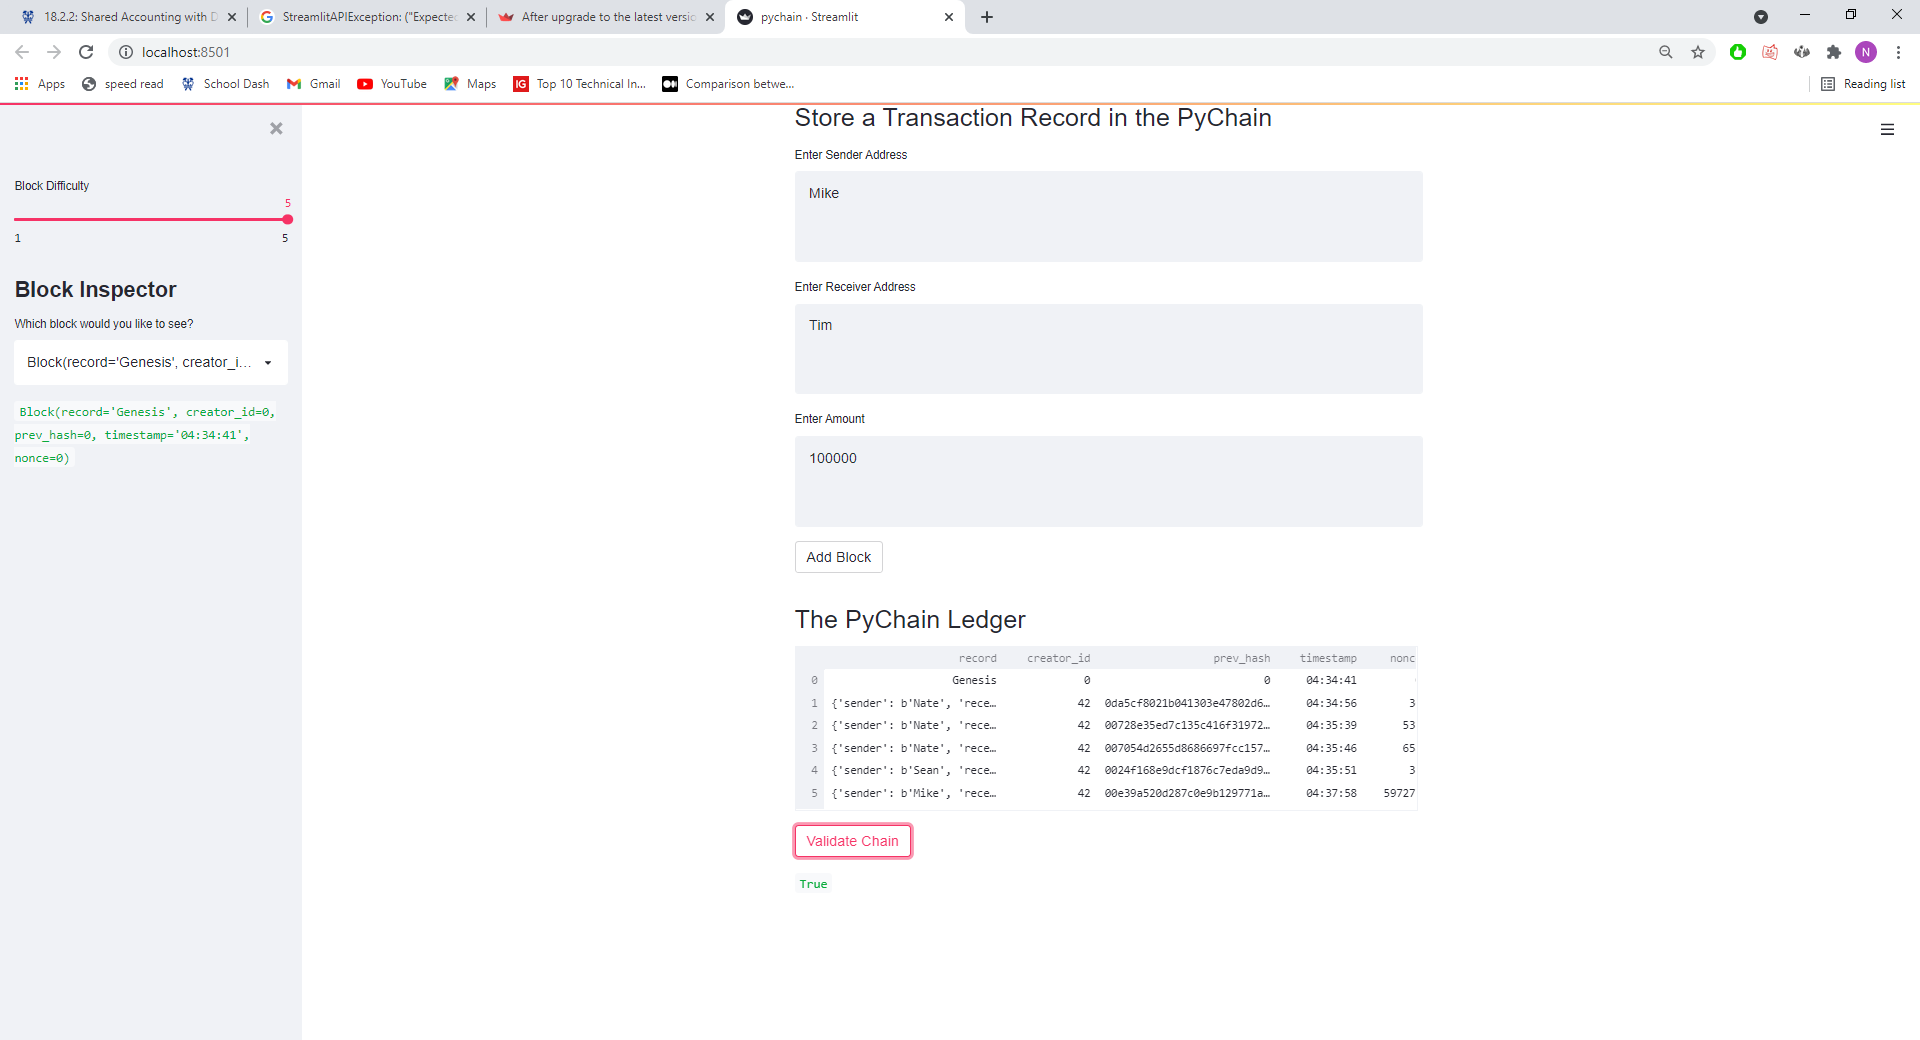 18.2.2: Shared Accounting with D
StreamlitAPIException: ("Expected
After upgrade to the latest versio
pychain · Streamlit
localhost:8501
N
Apps
speed read
School Dash
Gmail
YouTube
Maps
IG
Top 10 Technical In...
Comparison betwe...
Reading list
Block Difficulty
5
1
5
Block Inspector
Which block would you like to see?
Block(record='Genesis', creator_i...
Block(record='Genesis', creator_id=0,
prev_hash=0, timestamp='04:34:41',
nonce=0)
Store a Transaction Record in the PyChain
Enter Sender Address
Mike
Enter Receiver Address
Tim
Enter Amount
100000
Add Block
The PyChain Ledger
record creator_id prev_hash timestamp nonc
0 Genesis 0 0 04:34:41
1 {'sender': b'Nate', 'rece… 42 0da5cf8021b041303e47802d6… 04:34:56 3
2 {'sender': b'Nate', 'rece… 42 00728e35ed7c135c416f31972… 04:35:39 53
3 {'sender': b'Nate', 'rece… 42 007054d2655d8686697fcc157… 04:35:46 65
4 {'sender': b'Sean', 'rece… 42 0024f168e9dcf1876c7eda9d9… 04:35:51 3
5 {'sender': b'Mike', 'rece… 42 00e39a520d287c0e9b129771a… 04:37:58 59727
Validate Chain
True